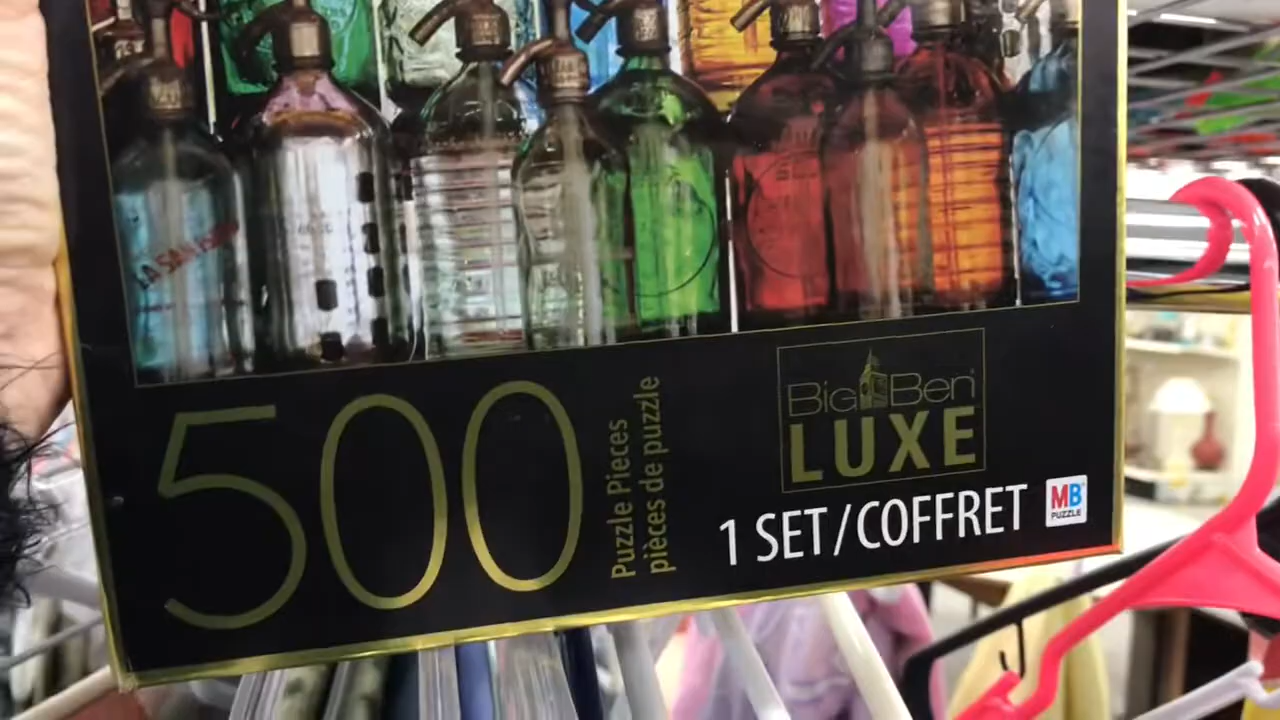 500
Puzzle Pieces
pièces de puzzle
Big Ben
LUXE
1 SET/COFFRET
MB
PUZZLE